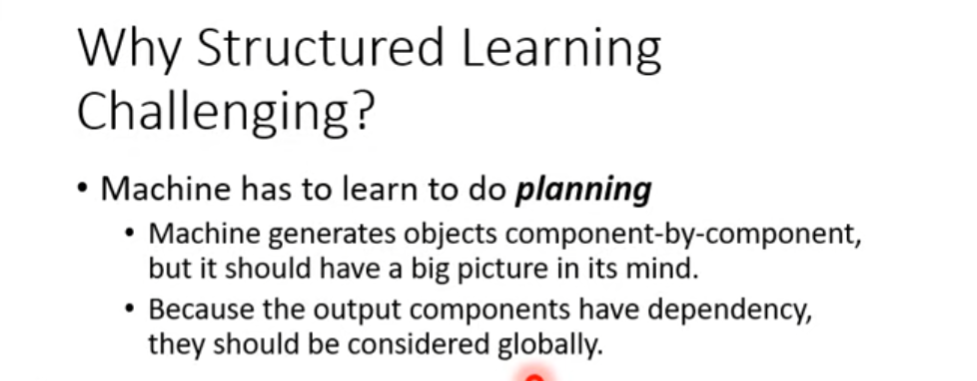 Why Structured Learning
Challenging?
• Machine has to learn to do planning
• Machine generates objects component-by-component,
but it should have a big picture in its mind.
• Because the output components have dependency,
they should be considered globally.